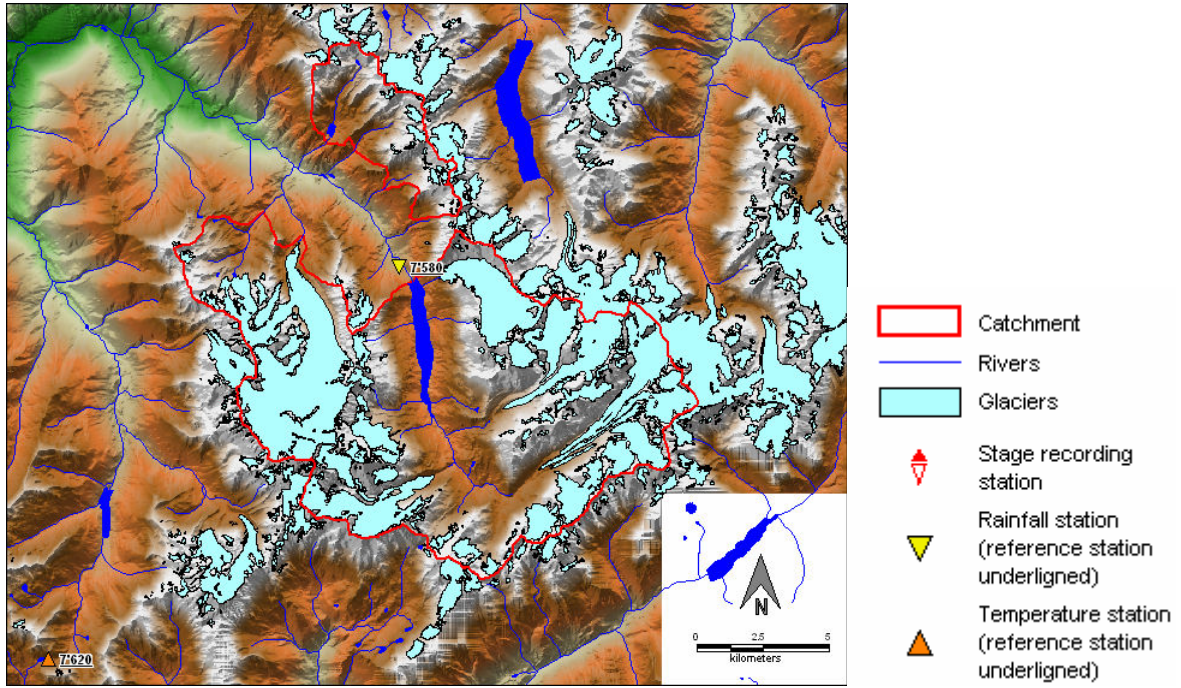 7'580
7'620
N
0 2.5 5
kilometers
Catchment
Rivers
Glaciers
Stage recording
station
Rainfall station
(reference station
underligned)
Temperature station
(reference station
underligned)